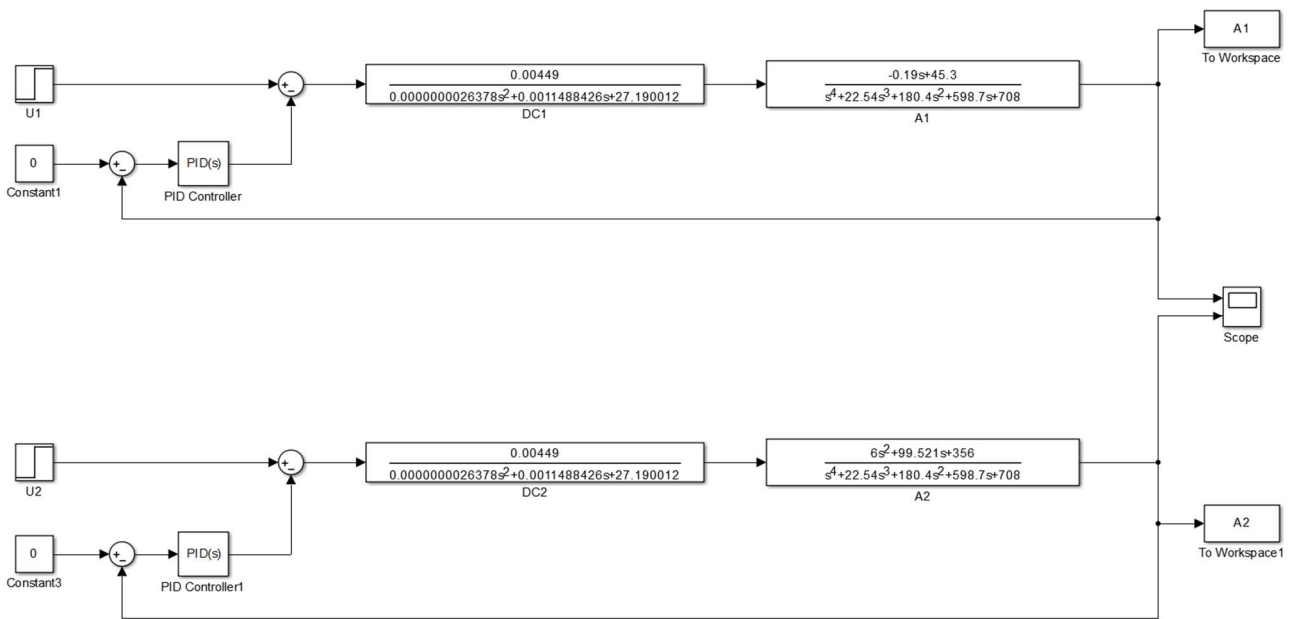 A1
To Workspace
U1
+
−
0.00449
0.0000000026378s²+0.0011488426s+27.190012
DC1
-0.19s+45.3
s⁴+22.54s³+180.4s²+598.7s+708
A1
0
Constant1
+
−
PID(s)
PID Controller
Scope
U2
+
−
0.00449
0.0000000026378s²+0.0011488426s+27.190012
DC2
6s²+99.521s+356
s⁴+22.54s³+180.4s²+598.7s+708
A2
0
Constant3
+
−
PID(s)
PID Controller1
A2
To Workspace1